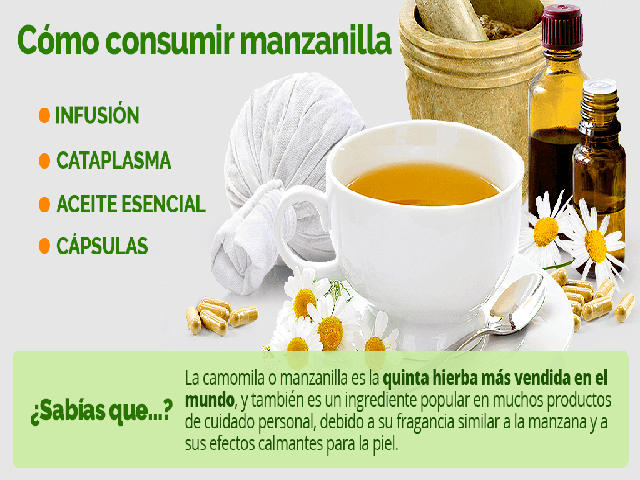 Cómo consumir manzanilla
INFUSIÓN
CATAPLASMA
ACEITE ESENCIAL
CÁPSULAS
¿Sabías que...?
La camomila o manzanilla es la quinta hierba más vendida en el
mundo, y también es un ingrediente popular en muchos productos
de cuidado personal, debido a su fragancia similar a la manzana y a
sus efectos calmantes para la piel.